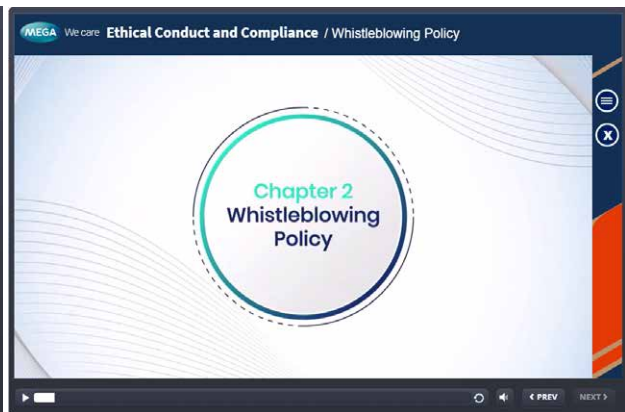 MEGA We care Ethical Conduct and Compliance / Whistleblowing Policy
X
Chapter 2
Whistleblowing
Policy
PREV NEXT